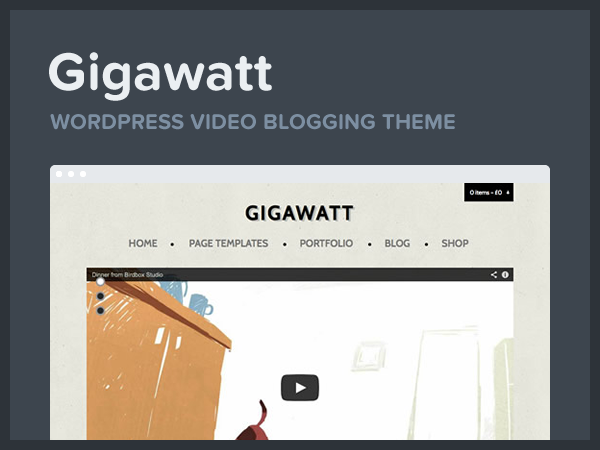 Gigawatt
WORDPRESS VIDEO BLOGGING THEME
0 items - £0
GIGAWATT
HOME • PAGE TEMPLATES • PORTFOLIO • BLOG • SHOP
Dinner from Birdbox Studio